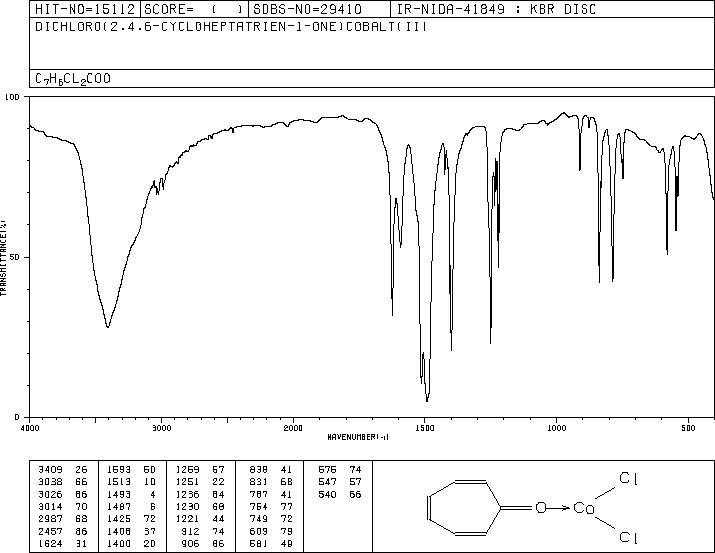 HIT-NO=15112 SCORE= ( ) SDBS-NO=29410 IR-NIDA-41849 : KBR DISC
DICHLORO(2,4,6-CYCLOHEPTATRIEN-1-ONE)COBALT(II)
C7H6CL2COO
100
50
0
TRANSMITTANCE(%)
4000 3000 2000 1500 1000 500
WAVENUMBER(-1)
3409 26 1593 50 1259 57 838 41 576 74
3038 66 1513 10 1251 22 831 68 547 57
3026 66 1493 4 1236 64 787 41 540 66
3014 70 1487 6 1230 68 754 77
2987 68 1425 72 1221 44 749 72
2457 86 1408 57 912 74 609 79
1624 31 1400 20 906 86 581 49
Cl
O Co
Cl